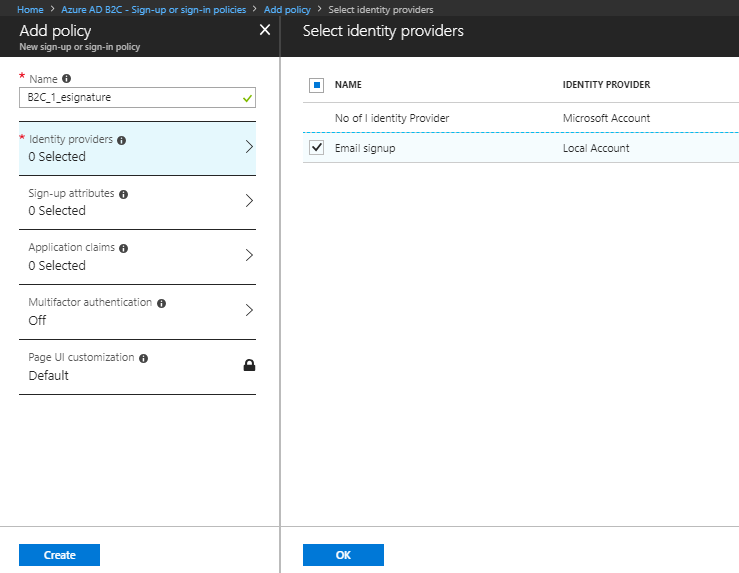 Home > Azure AD B2C - Sign-up or sign-in policies > Add policy > Select identity providers
Add policy
New sign-up or sign-in policy
* Name
B2C_1_esignature
* Identity providers
0 Selected
Sign-up attributes
0 Selected
Application claims
0 Selected
Multifactor authentication
Off
Page UI customization
Default
Create
Select identity providers
NAME IDENTITY PROVIDER
No of I identity Provider Microsoft Account
Email signup Local Account
OK